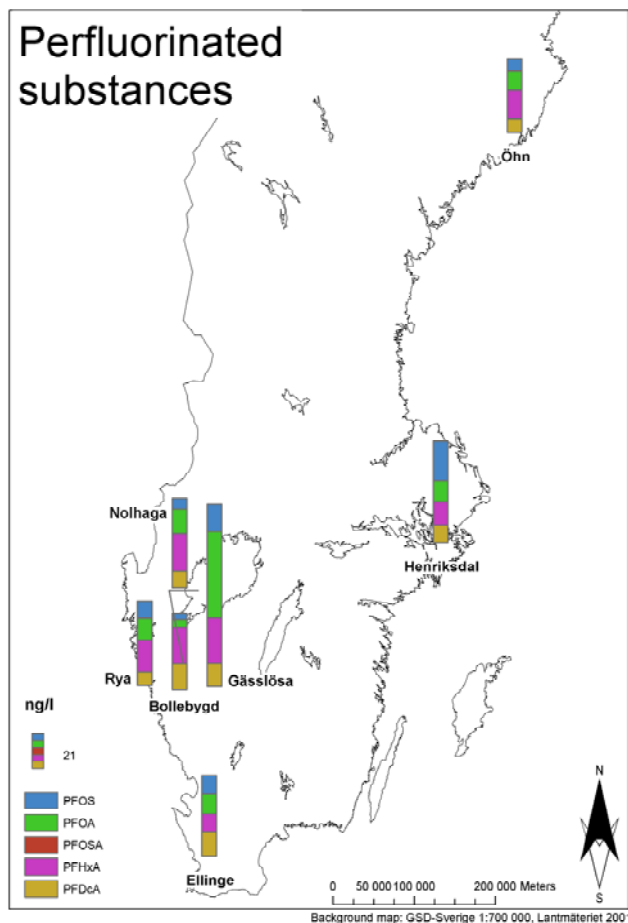 Perfluorinated
substances
Öhn
Nolhaga
Henriksdal
Rya
Gässlösa
Bollebygd
ng/l
21
PFOS
PFOA
PFOSA
PFHxA
PFDcA
Ellinge
N
S
0 50 000 100 000 200 000 Meters
Background map: GSD-Sverige 1:700 000, Lantmäteriet 200